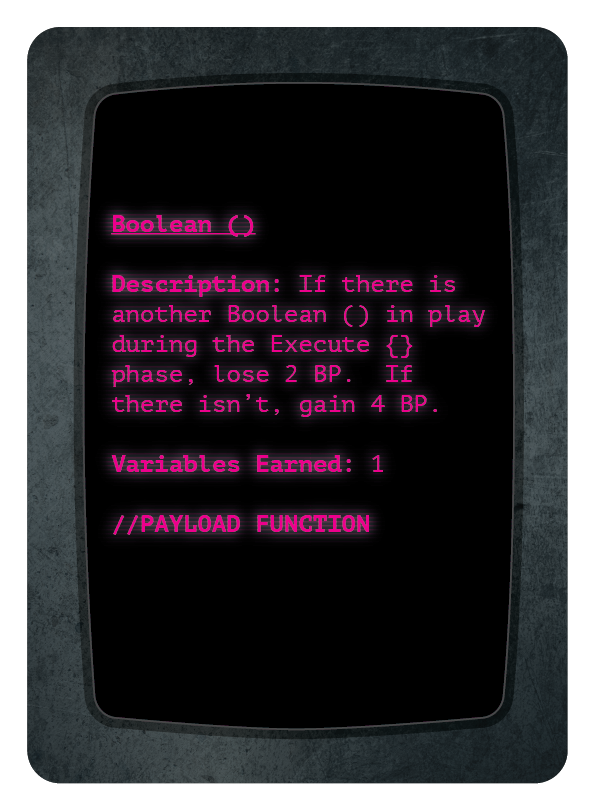 Boolean ()
Description: If there is
another Boolean () in play
during the Execute {}
phase, lose 2 BP.  If
there isn't, gain 4 BP.
Variables Earned: 1
//PAYLOAD FUNCTION